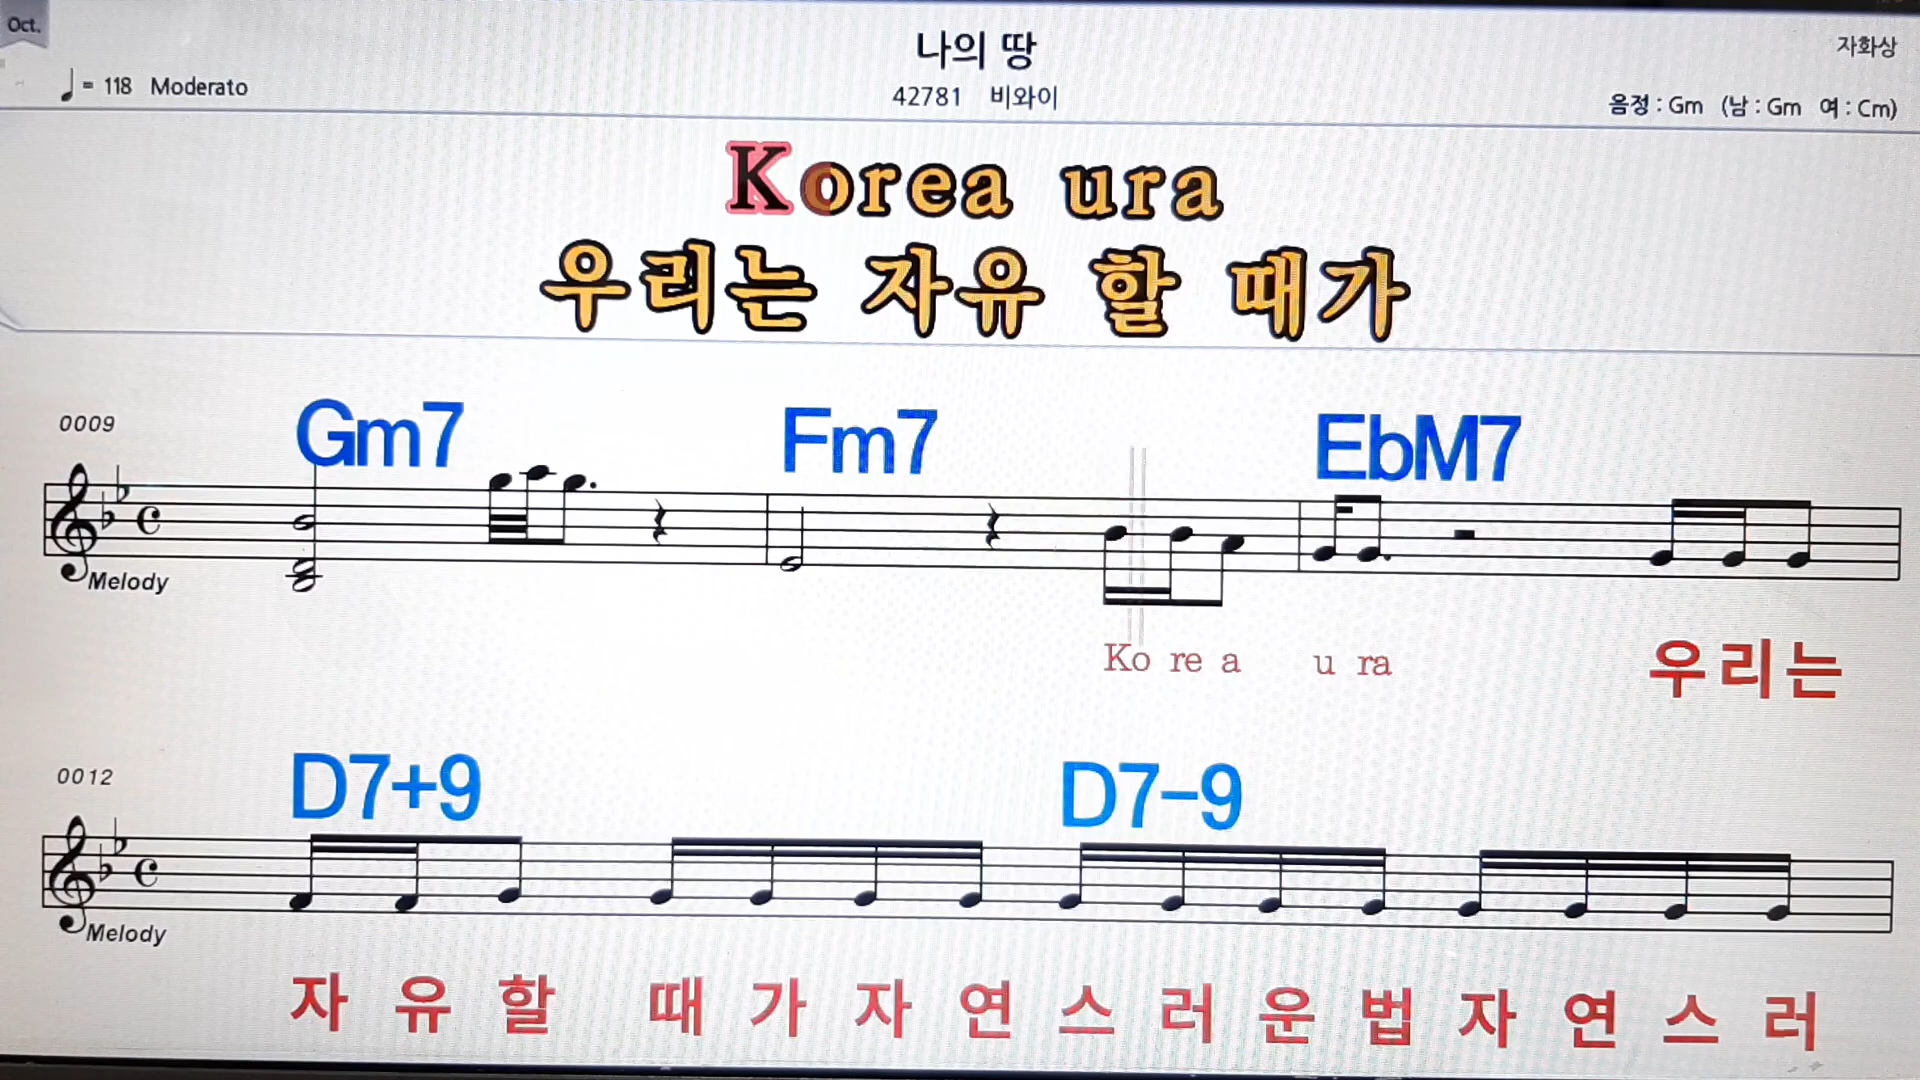 Oct.
나의 땅
자화상
= 118 Moderato
42781 비와이
음정 : Gm (남 : Gm 여 : Cm)
Korea ura
우리는 자유 할 때가
0009
Gm7 Fm7 EbM7
Melody
Ko re a u ra 우리는
0012
D7+9 D7-9
Melody
자 유 할 때 가 자 연 스 러 운 법 자 연 스 러